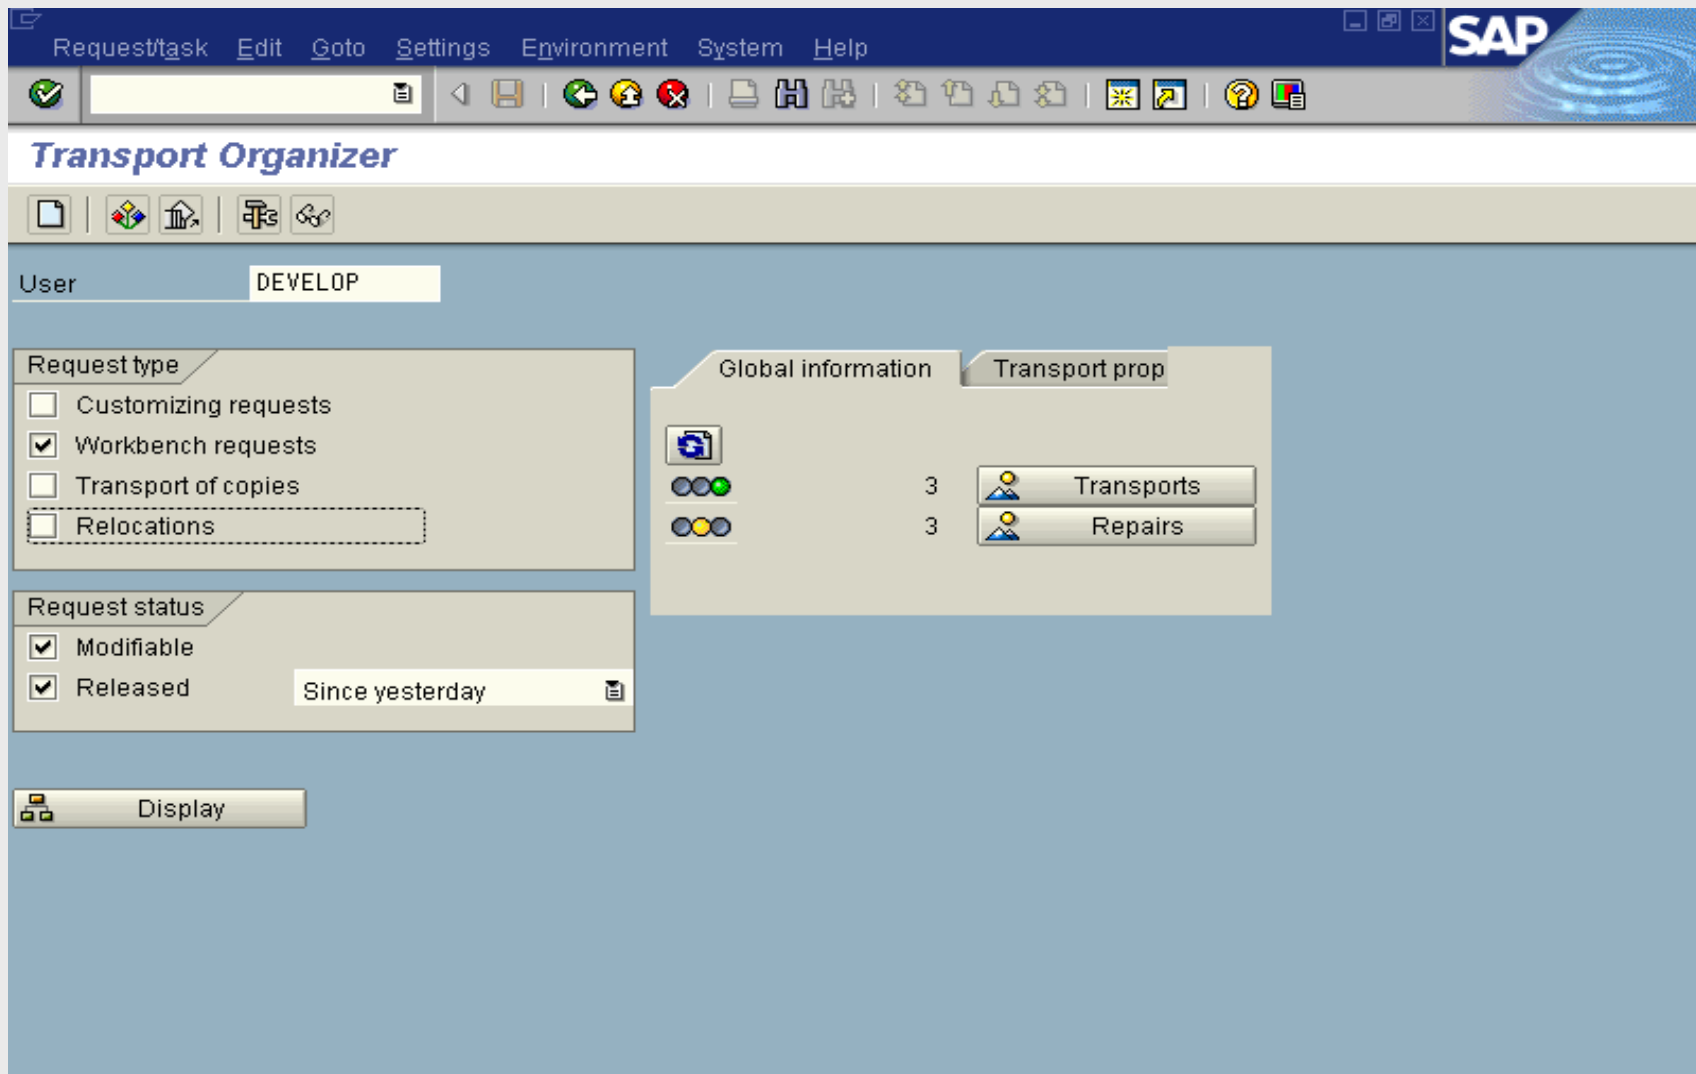 Request/task Edit Goto Settings Environment System Help
SAP
Transport Organizer
User DEVELOP
Request type
Customizing requests
Workbench requests
Transport of copies
Relocations
Request status
Modifiable
Released Since yesterday
Display
Global information Transport prop
3 Transports
3 Repairs